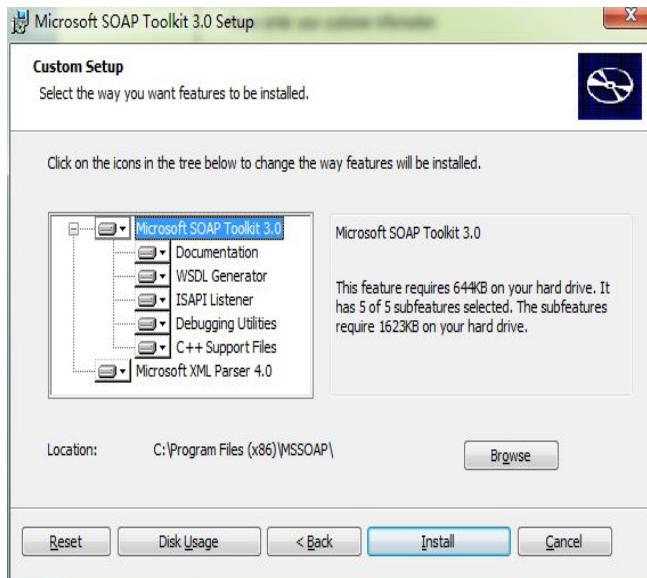 Microsoft SOAP Toolkit 3.0 Setup
enter your customer information
X
Custom Setup
Select the way you want features to be installed.
Click on the icons in the tree below to change the way features will be installed.
Microsoft SOAP Toolkit 3.0
Documentation
WSDL Generator
ISAPI Listener
Debugging Utilities
C++ Support Files
Microsoft XML Parser 4.0
Microsoft SOAP Toolkit 3.0
This feature requires 644KB on your hard drive. It
has 5 of 5 subfeatures selected. The subfeatures
require 1623KB on your hard drive.
Location:
C:\Program Files (x86)\MSSOAP\
Browse
Reset
Disk Usage
< Back
Install
Cancel